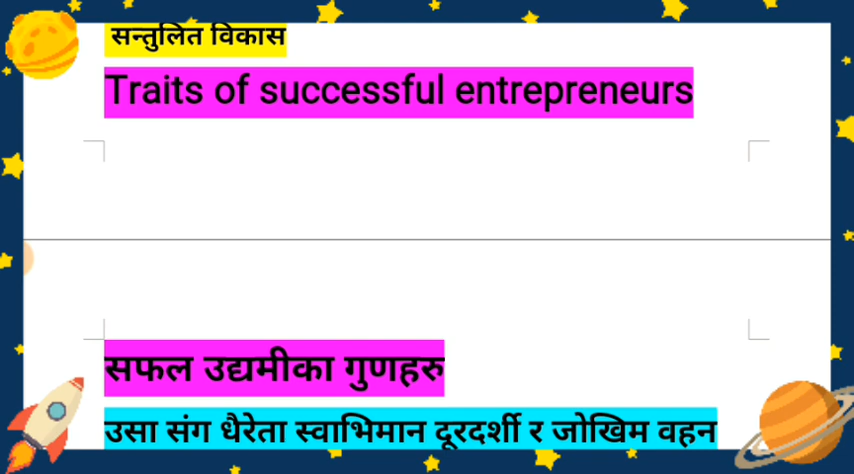 सन्तुलित विकास
Traits of successful entrepreneurs
सफल उद्यमीका गुणहरु
उसा संग धैरेता स्वाभिमान दूरदर्शी र जोखिम वहन